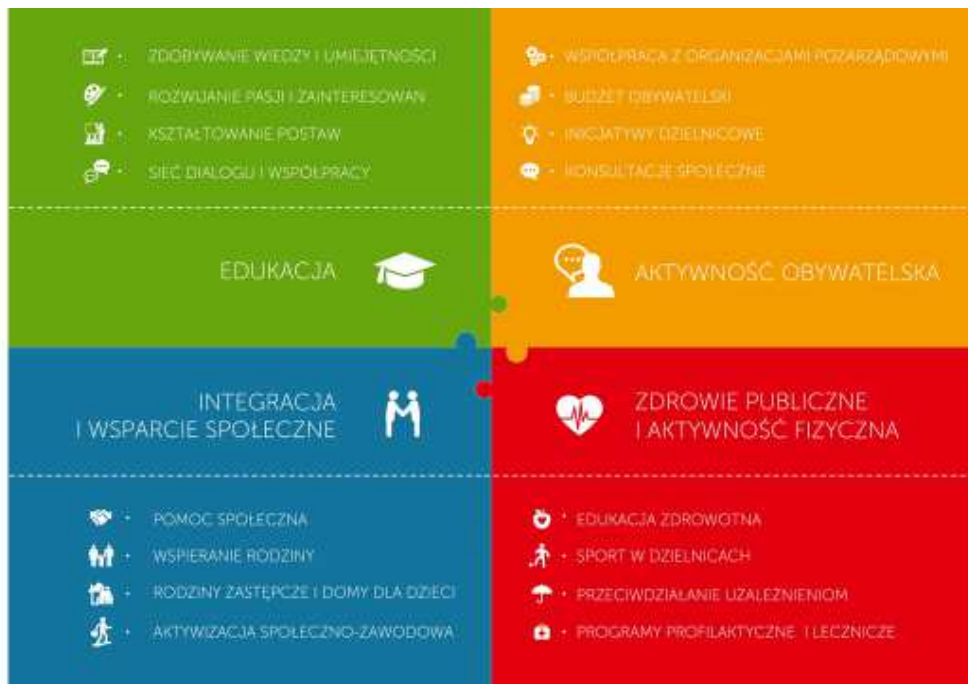 ZDOBYWANIE WIEDZY I UMIEJĘTNOŚCI
ROZWIJANIE PASJI I ZAINTERESOWAN
KSZTAŁTOWANIE POSTAW
SIEĆ DIALOGU I WSPÓŁPRACY
EDUKACJA
WSPÓŁPRACA Z ORGANIZACJAMI POZARZĄDOWYMI
BUDŻET OBYWATELSKI
INICJATYWY DZIELNICOWE
KONSULTACJE SPOŁECZNE
AKTYWNOŚĆ OBYWATELSKA
INTEGRACJA
I WSPARCIE SPOŁECZNE
POMOC SPOŁECZNA
WSPIERANIE RODZINY
RODZINY ZASTĘPCZE I DOMY DLA DZIECI
AKTYWIZACJA SPOŁECZNO-ZAWODOWA
ZDROWIE PUBLICZNE
I AKTYWNOŚĆ FIZYCZNA
EDUKACJA ZDROWOTNA
SPORT W DZIELNICACH
PRZECIWDZIAŁANIE UZALEŻNIENIOM
PROGRAMY PROFILAKTYCZNE I LECZNICZE